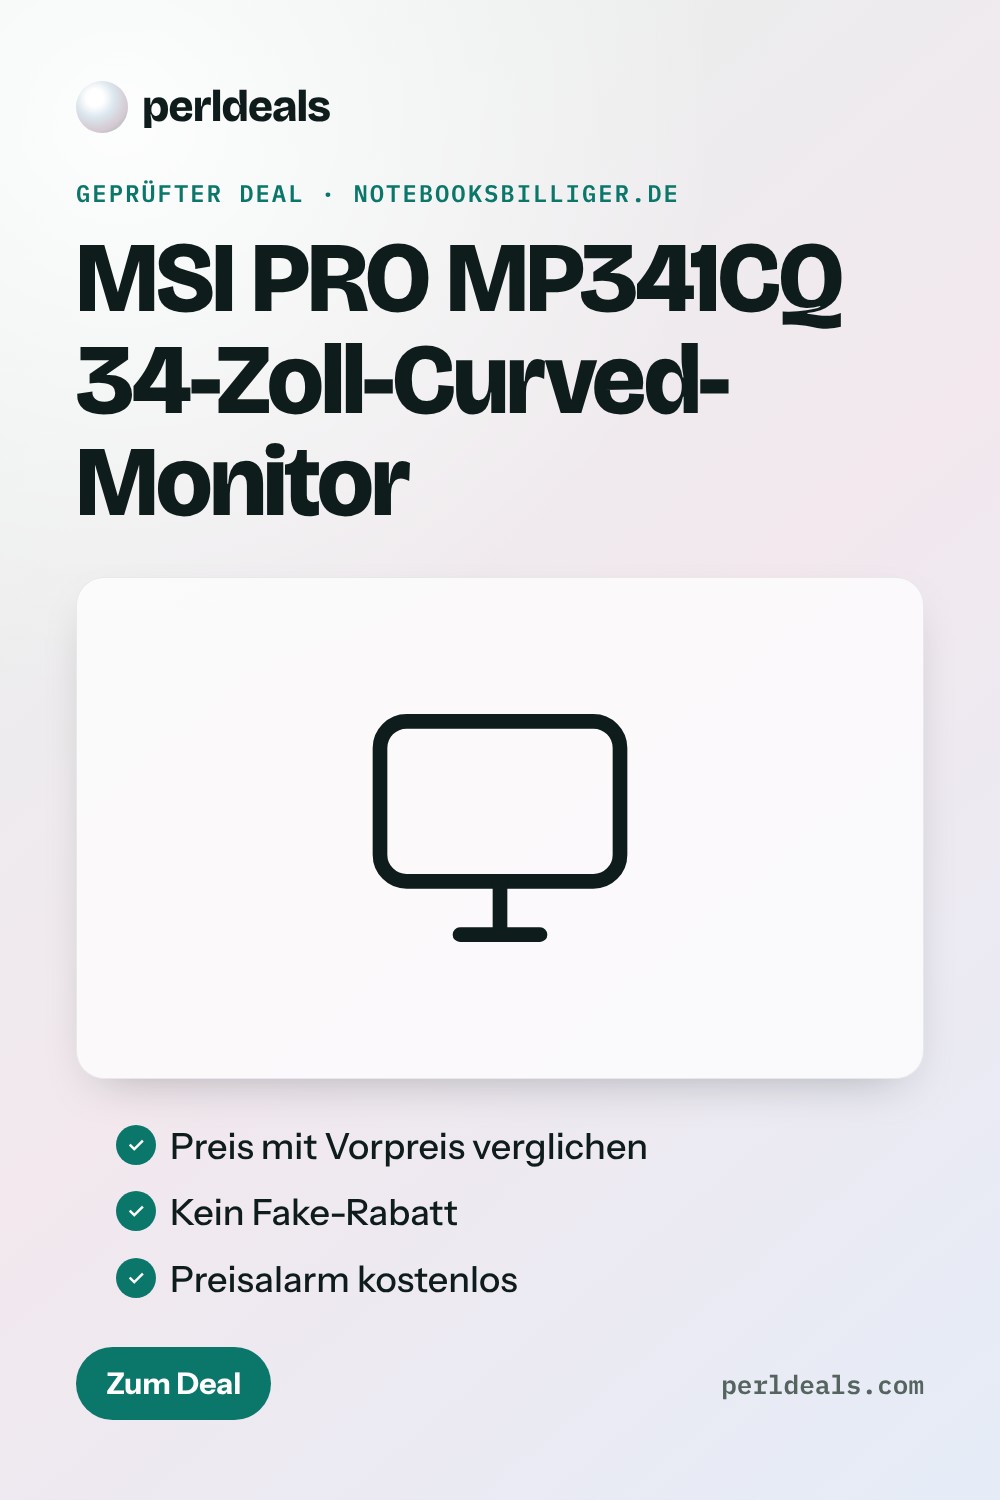 perldeals
GEPRÜFTER DEAL · NOTEBOOKSBILLIGER.DE
MSI PRO MP341CQ
34-Zoll-Curved-
Monitor
Preis mit Vorpreis verglichen
Kein Fake-Rabatt
Preisalarm kostenlos
Zum Deal
perldeals.com